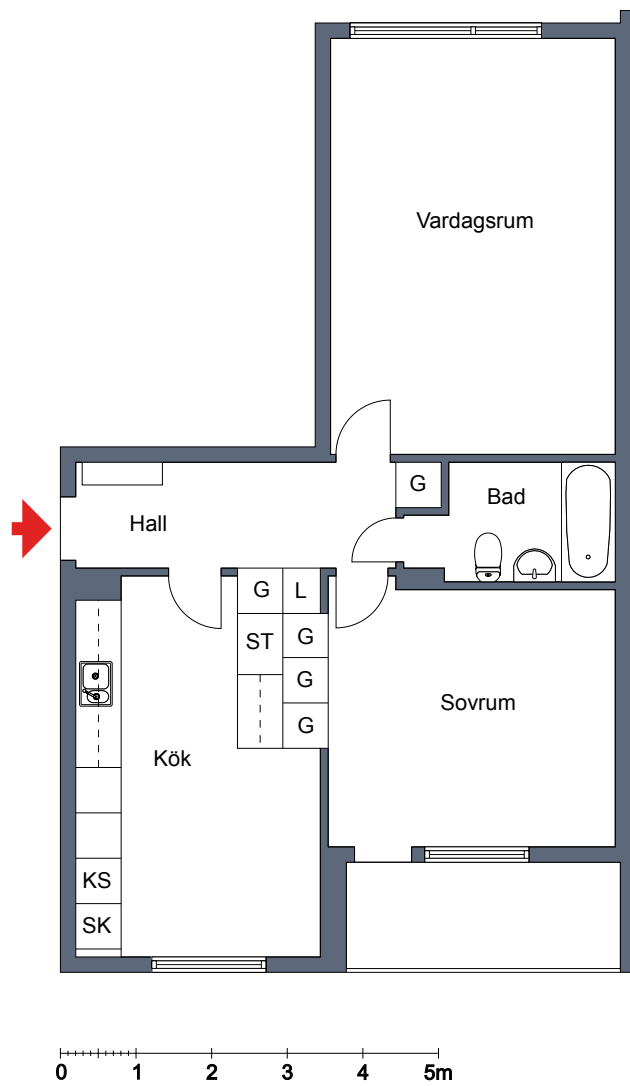 Vardagsrum
G
Bad
Hall
G
L
ST
G
G
Sovrum
G
Kök
KS
SK
0 1 2 3 4 5m